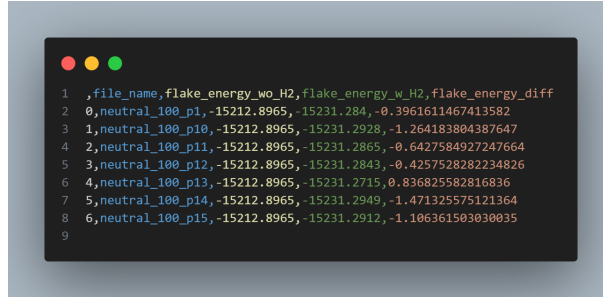 1 ,file_name,flake_energy_wo_H2,flake_energy_w_H2,flake_energy_diff
2 0,neutral_100_p1,-15212.8965,-15231.284,-0.3961611467413582
3 1,neutral_100_p10,-15212.8965,-15231.2928,-1.264183804387647
4 2,neutral_100_p11,-15212.8965,-15231.2865,-0.6427584927247664
5 3,neutral_100_p12,-15212.8965,-15231.2843,-0.4257528282234826
6 4,neutral_100_p13,-15212.8965,-15231.2715,0.836825582816836
7 5,neutral_100_p14,-15212.8965,-15231.2949,-1.471325575121364
8 6,neutral_100_p15,-15212.8965,-15231.2912,-1.106361503030035
9